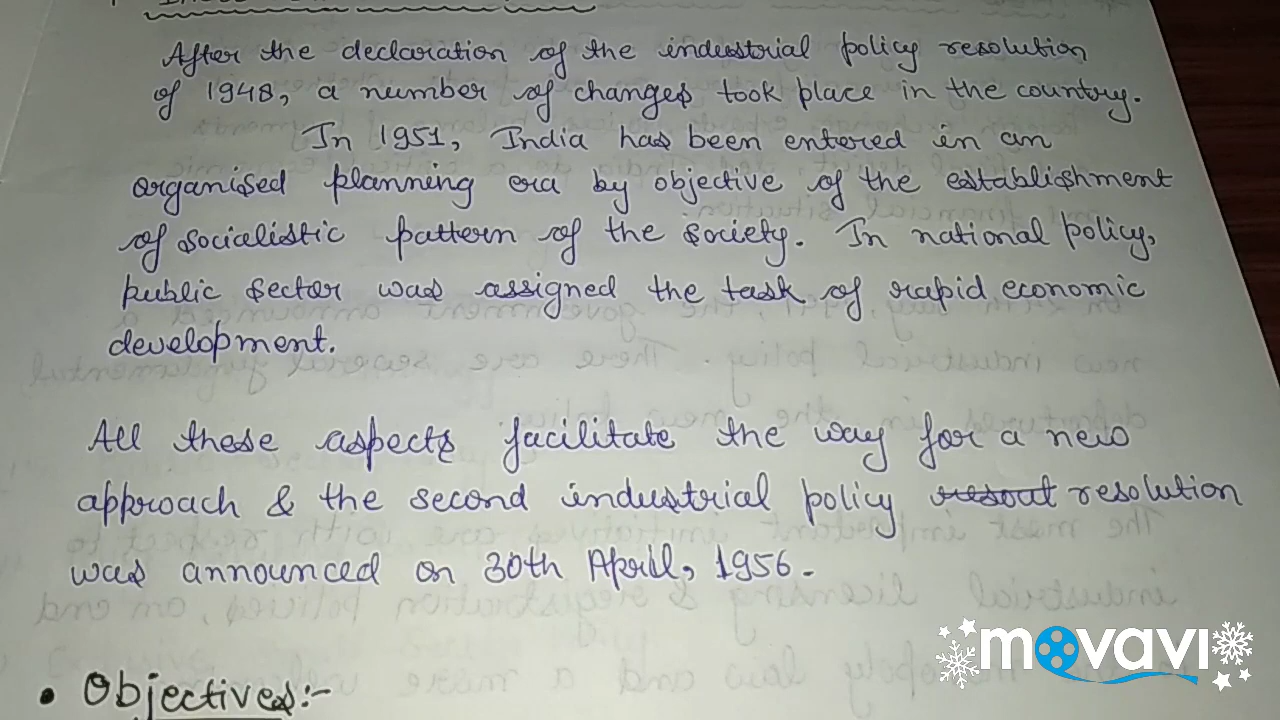 After the declaration of the industrial policy resolution
of 1948, a number of changes took place in the country.
In 1951, India has been entered in an
organised planning era by objective of the establishment
of socialistic pattern of the society. In national policy,
public sector was assigned the task of rapid economic
development.
All these aspects facilitate the way for a new
approach & the second industrial policy resout resolution
was announced on 30th April, 1956.
• Objectives:-
movavi